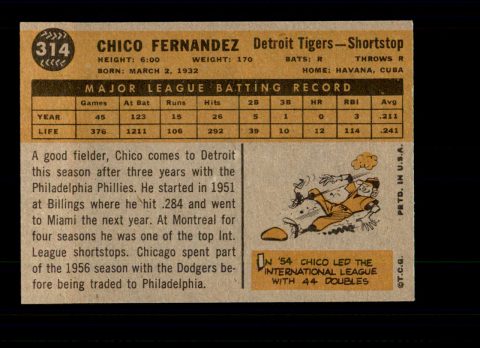 314
CHICO FERNANDEZ Detroit Tigers—Shortstop
HEIGHT: 6:00 WEIGHT: 170 BATS: R THROWS R
BORN: MARCH 2, 1932 HOME: HAVANA, CUBA
MAJOR LEAGUE BATTING RECORD
Games At Bat Runs Hits 2B 3B HR RBI Avg
YEAR 45 123 15 26 5 1 0 3 .211
LIFE 376 1211 106 292 39 10 12 114 .241
A good fielder, Chico comes to Detroit
this season after three years with the
Philadelphia Phillies. He started in 1951
at Billings where he hit .284 and went
to Miami the next year. At Montreal for
four seasons he was one of the top Int.
League shortstops. Chicago spent part
of the 1956 season with the Dodgers be-
fore being traded to Philadelphia.
IN '54 CHICO LED THE
INTERNATIONAL LEAGUE
WITH 44 DOUBLES
©T.C.G. PRTD. IN U.S.A.